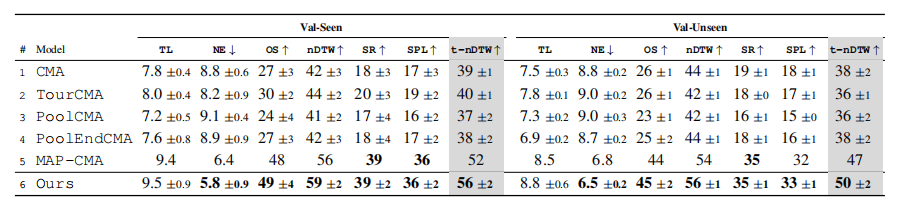 Val-Seen Val-Unseen
# Model TL NE ↓ OS ↑ nDTW ↑ SR ↑ SPL ↑ t-nDTW ↑ TL NE ↓ OS ↑ nDTW ↑ SR ↑ SPL ↑ t-nDTW ↑
1 CMA 7.8 ±0.4 8.8 ±0.6 27 ±3 42 ±3 18 ±3 17 ±3 39 ±1 7.5 ±0.3 8.8 ±0.2 26 ±1 44 ±1 19 ±1 18 ±1 38 ±2
2 TourCMA 8.0 ±0.4 8.2 ±0.9 30 ±2 44 ±2 20 ±3 19 ±2 40 ±1 7.8 ±0.1 9.0 ±0.2 26 ±1 42 ±1 18 ±0 17 ±1 36 ±1
3 PoolCMA 7.2 ±0.5 9.1 ±0.4 24 ±4 41 ±2 17 ±4 16 ±2 37 ±2 7.3 ±0.2 9.0 ±0.3 23 ±1 42 ±1 16 ±1 15 ±0 36 ±2
4 PoolEndCMA 7.6 ±0.8 8.9 ±0.9 27 ±3 42 ±3 18 ±4 17 ±2 38 ±2 6.9 ±0.2 8.7 ±0.2 25 ±2 44 ±1 18 ±1 16 ±1 38 ±2
5 MAP-CMA 9.4 6.4 48 56 39 36 52 8.5 6.8 44 54 35 32 47
6 Ours 9.5 ±0.9 5.8 ±0.9 49 ±4 59 ±2 39 ±2 36 ±2 56 ±2 8.8 ±0.6 6.5 ±0.2 45 ±2 56 ±1 35 ±1 33 ±1 50 ±2